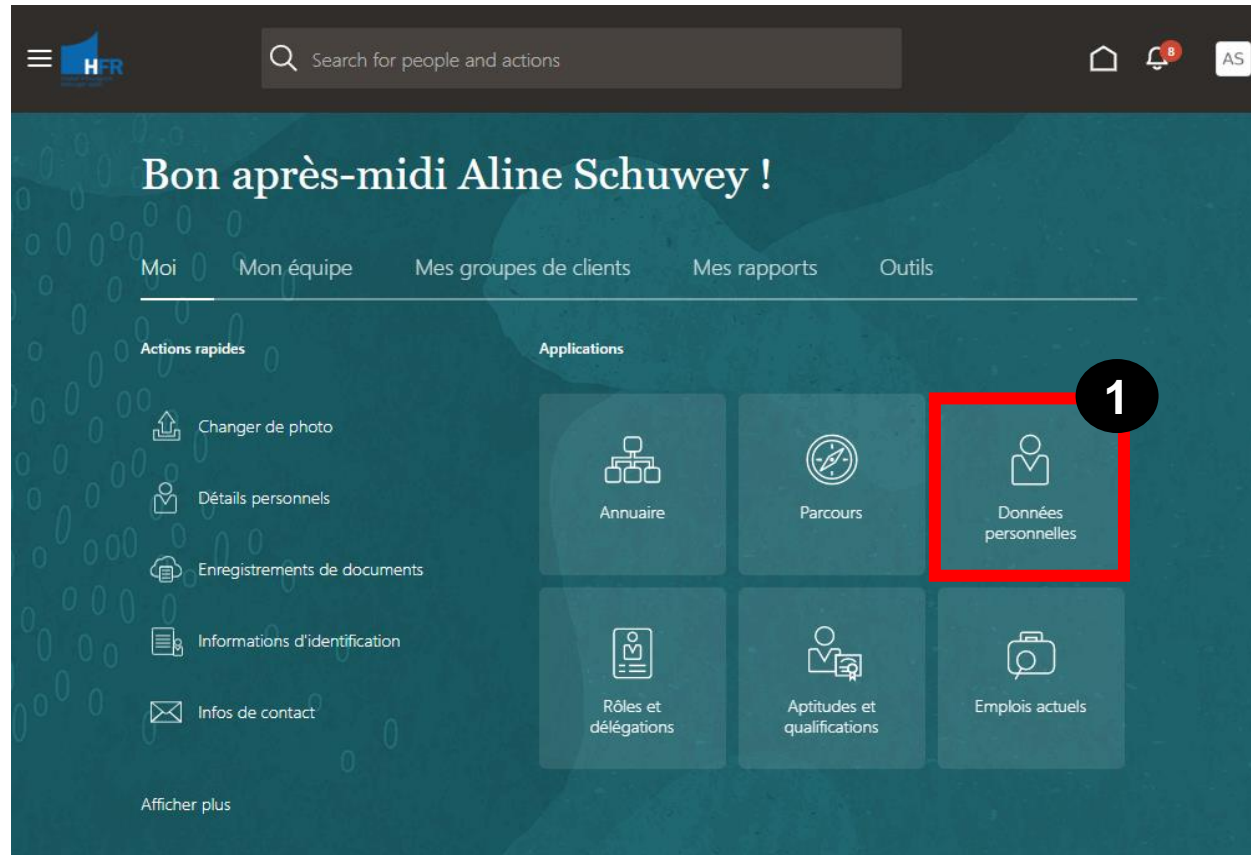 HFR
Search for people and actions
8
AS
Bon après-midi Aline Schuwey !
Moi
Mon équipe
Mes groupes de clients
Mes rapports
Outils
Actions rapides
Changer de photo
Détails personnels
Enregistrements de documents
Informations d'identification
Infos de contact
Afficher plus
Applications
Annuaire
Parcours
1
Données
personnelles
Rôles et
délégations
Aptitudes et
qualifications
Emplois actuels